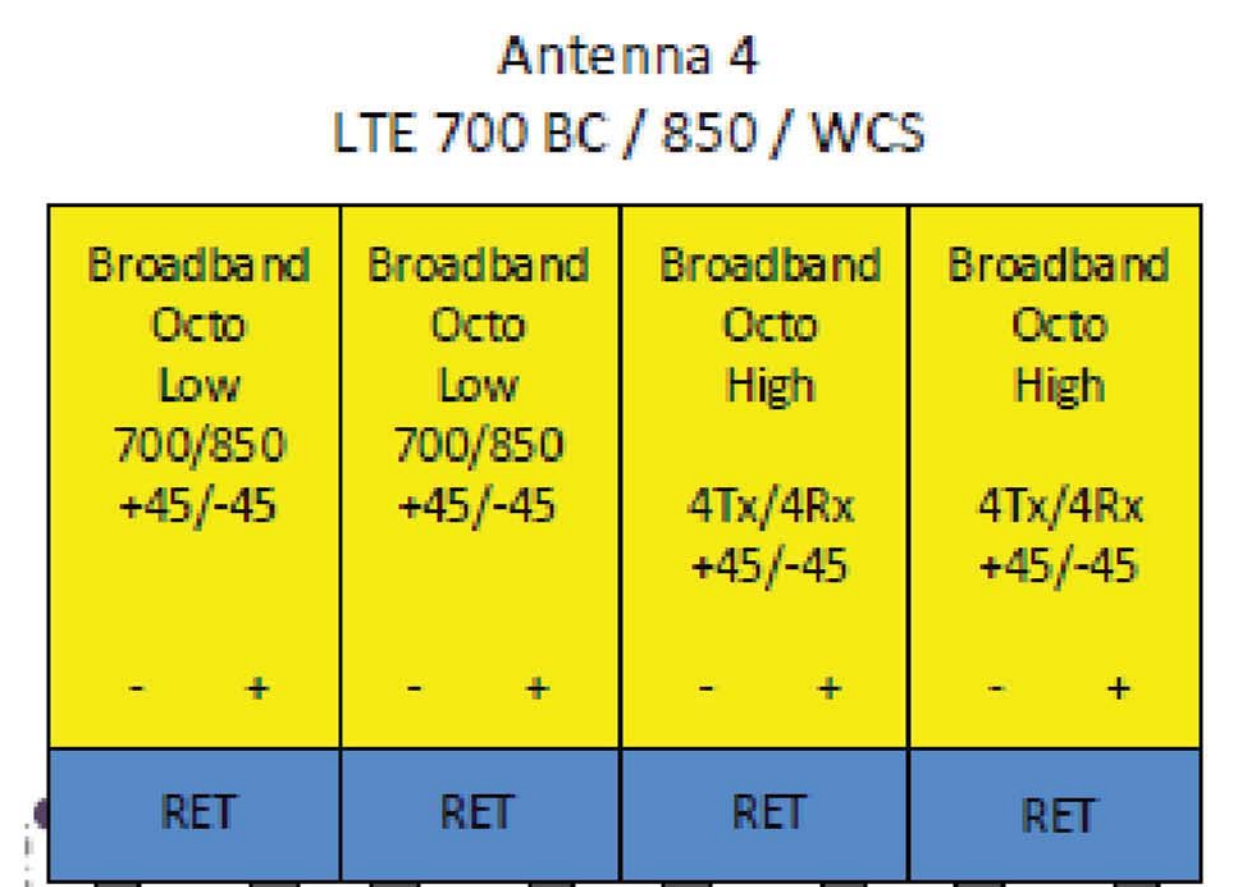 Antenna 4
LTE 700 BC / 850 / WCS
Broadband
Octo
Low
700/850
+45/-45
- +
RET
Broadband
Octo
Low
700/850
+45/-45
- +
RET
Broadband
Octo
High
4Tx/4Rx
+45/-45
- +
RET
Broadband
Octo
High
4Tx/4Rx
+45/-45
- +
RET